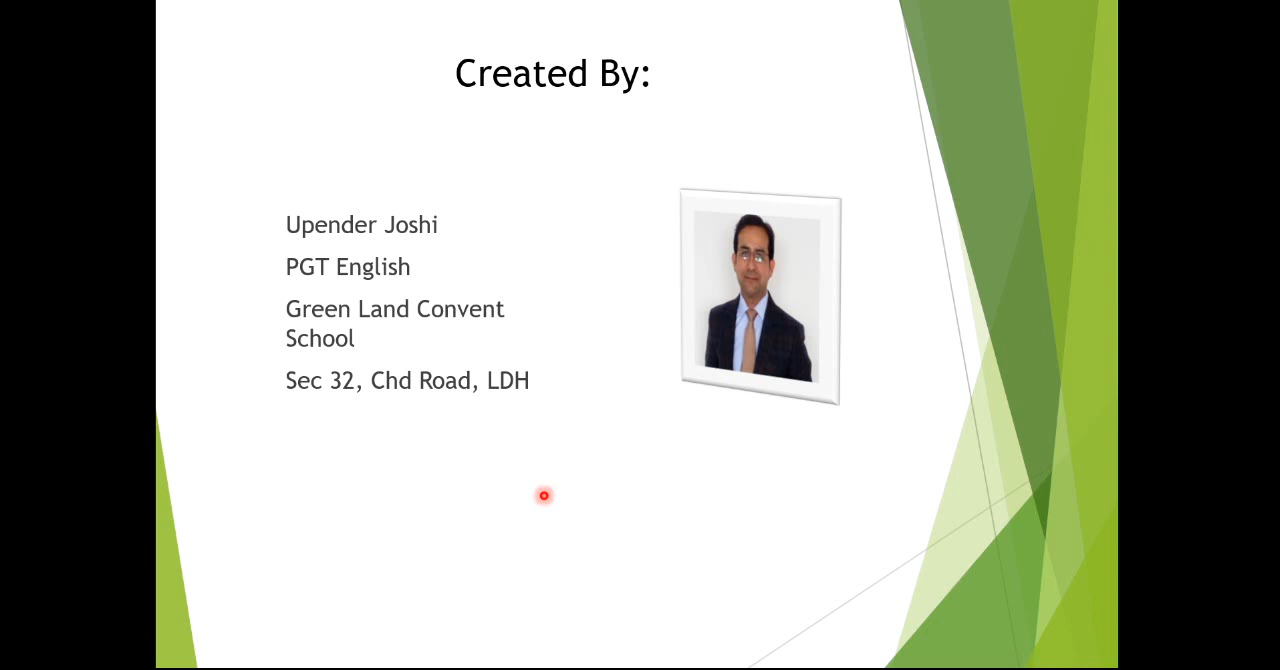 Created By:
Upender Joshi
PGT English
Green Land Convent
School
Sec 32, Chd Road, LDH